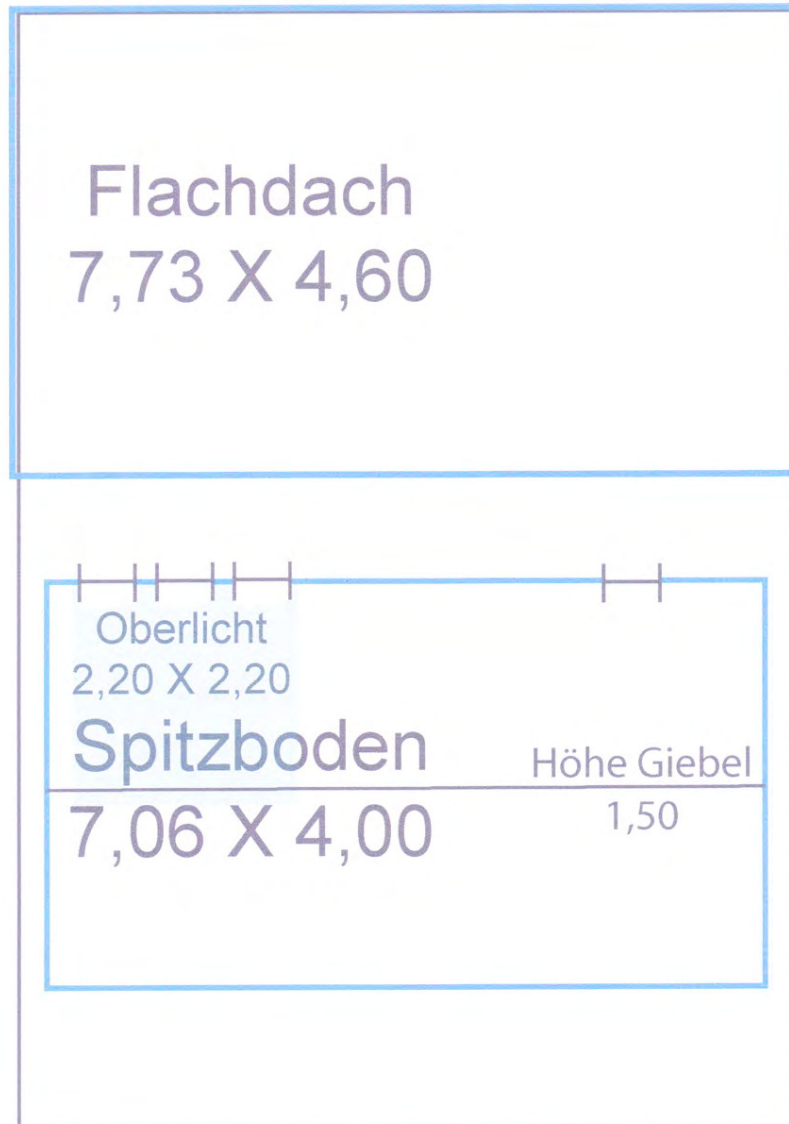 Flachdach
7,73 X 4,60
Oberlicht
2,20 X 2,20
Spitzboden
Höhe Giebel
7,06 X 4,00
1,50